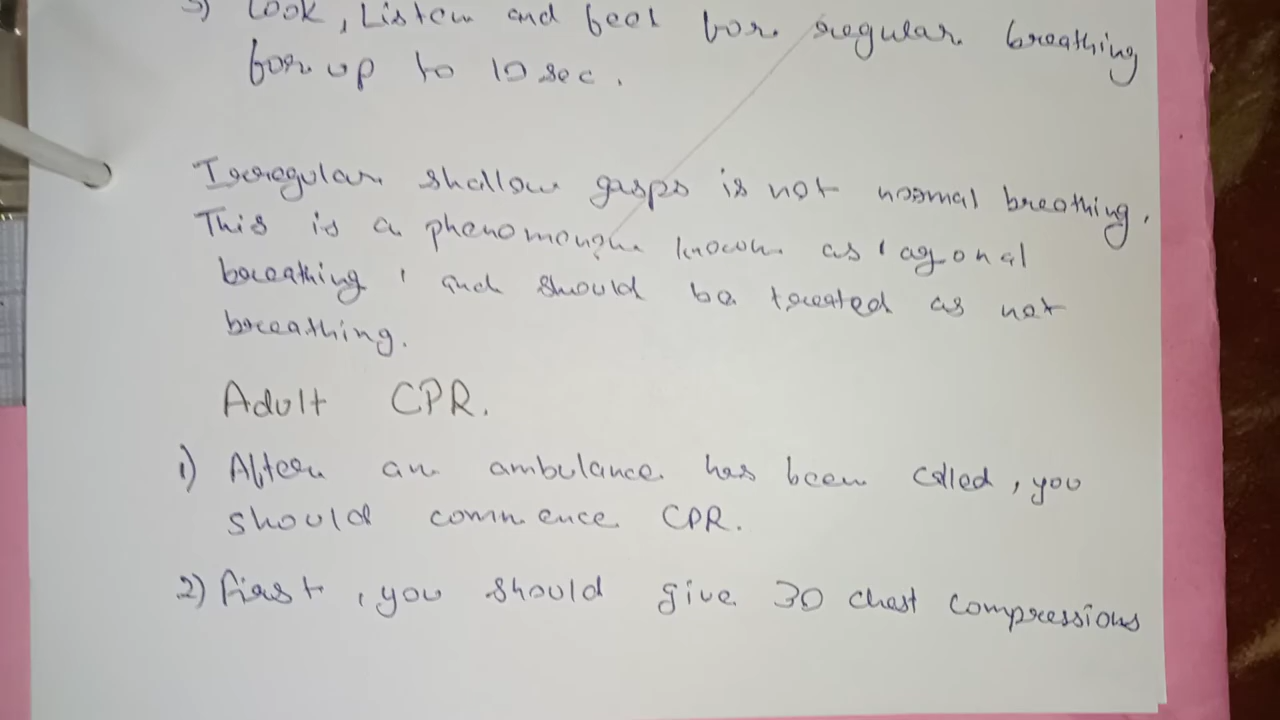 3) Look, Listen and feel for regular breathing
for up to 10 sec.
Irregular shallow gasps is not normal breathing.
This is a known as 'agonal
breathing' and should be treated as not
breathing.
Adult CPR.
1) After an ambulance has been called, you
should commence CPR.
2) first, you should give 30 chest compressions